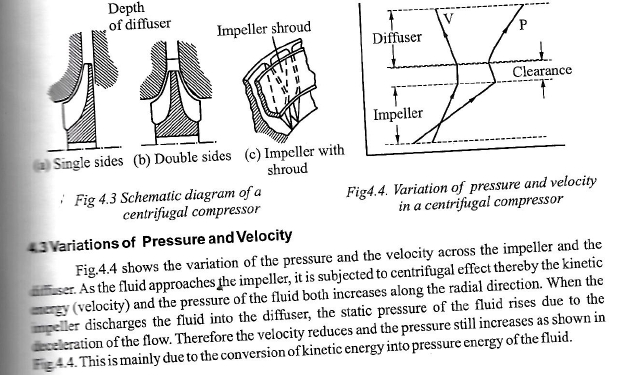 Depth
of diffuser
Impeller shroud
(a) Single sides (b) Double sides (c) Impeller with
shroud
Fig 4.3 Schematic diagram of a
centrifugal compressor
V
P
Diffuser
Clearance
Impeller
Fig4.4. Variation of pressure and velocity
in a centrifugal compressor
4.3 Variations of Pressure and Velocity
Fig.4.4 shows the variation of the pressure and the velocity across the impeller and the
diffuser. As the fluid approaches the impeller, it is subjected to centrifugal effect thereby the kinetic
energy (velocity) and the pressure of the fluid both increases along the radial direction. When the
impeller discharges the fluid into the diffuser, the static pressure of the fluid rises due to the
deceleration of the flow. Therefore the velocity reduces and the pressure still increases as shown in
Fig.4.4. This is mainly due to the conversion of kinetic energy into pressure energy of the fluid.